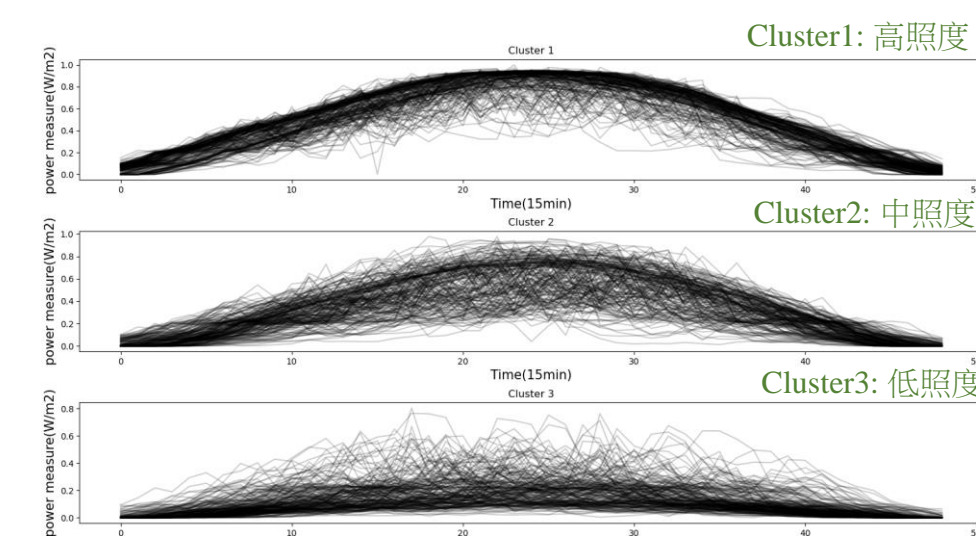 Cluster1: 高照度
Cluster 1
power measure(W/m2)
1.0
0.8
0.6
0.4
0.2
0.0
0 10 20 30 40
Time(15min)
Cluster2: 中照度
Cluster 2
power measure(W/m2)
1.0
0.8
0.6
0.4
0.2
0.0
0 10 20 30 40
Time(15min)
Cluster3: 低照度
Cluster 3
power measure(W/m2)
0.8
0.6
0.4
0.2
0.0
0 10 20 30 40